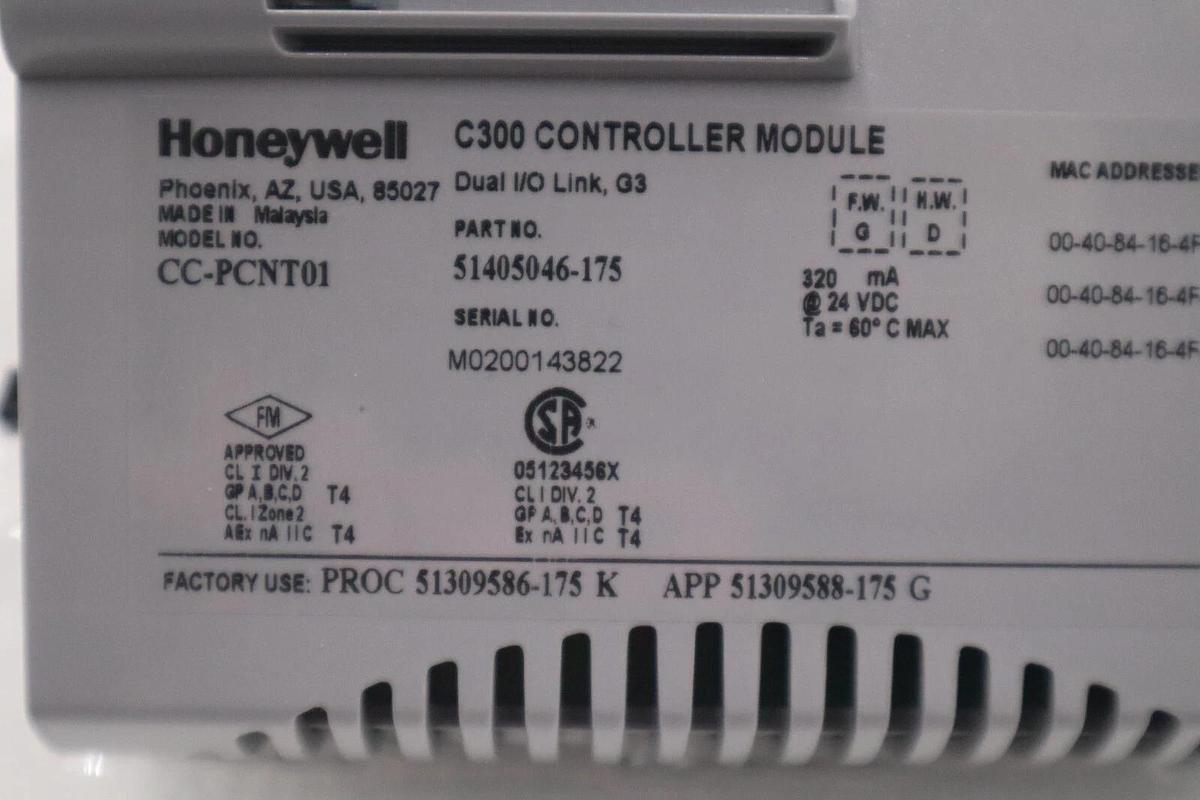 Honeywell
Phoenix, AZ, USA, 85027
MADE IN Malaysia
MODEL NO.
CC-PCNT01
C300 CONTROLLER MODULE
Dual I/O Link, G3
PART NO.
51405046-175
SERIAL NO.
M0200143822
F.W. H.W.
G D
320 mA
@ 24 VDC
Ta = 60° C MAX
MAC ADDRESSE
00-40-84-16-4F
00-40-84-16-4F
00-40-84-16-4F
FM
APPROVED
CL I DIV. 2
GP A,B,C,D T4
CL. I Zone 2
AEx nA IIC T4
SA ®
05123456X
CL I DIV. 2
GP A, B, C, D T4
Ex nA IIC T4
FACTORY USE: PROC 51309586-175 K APP 51309588-175 G